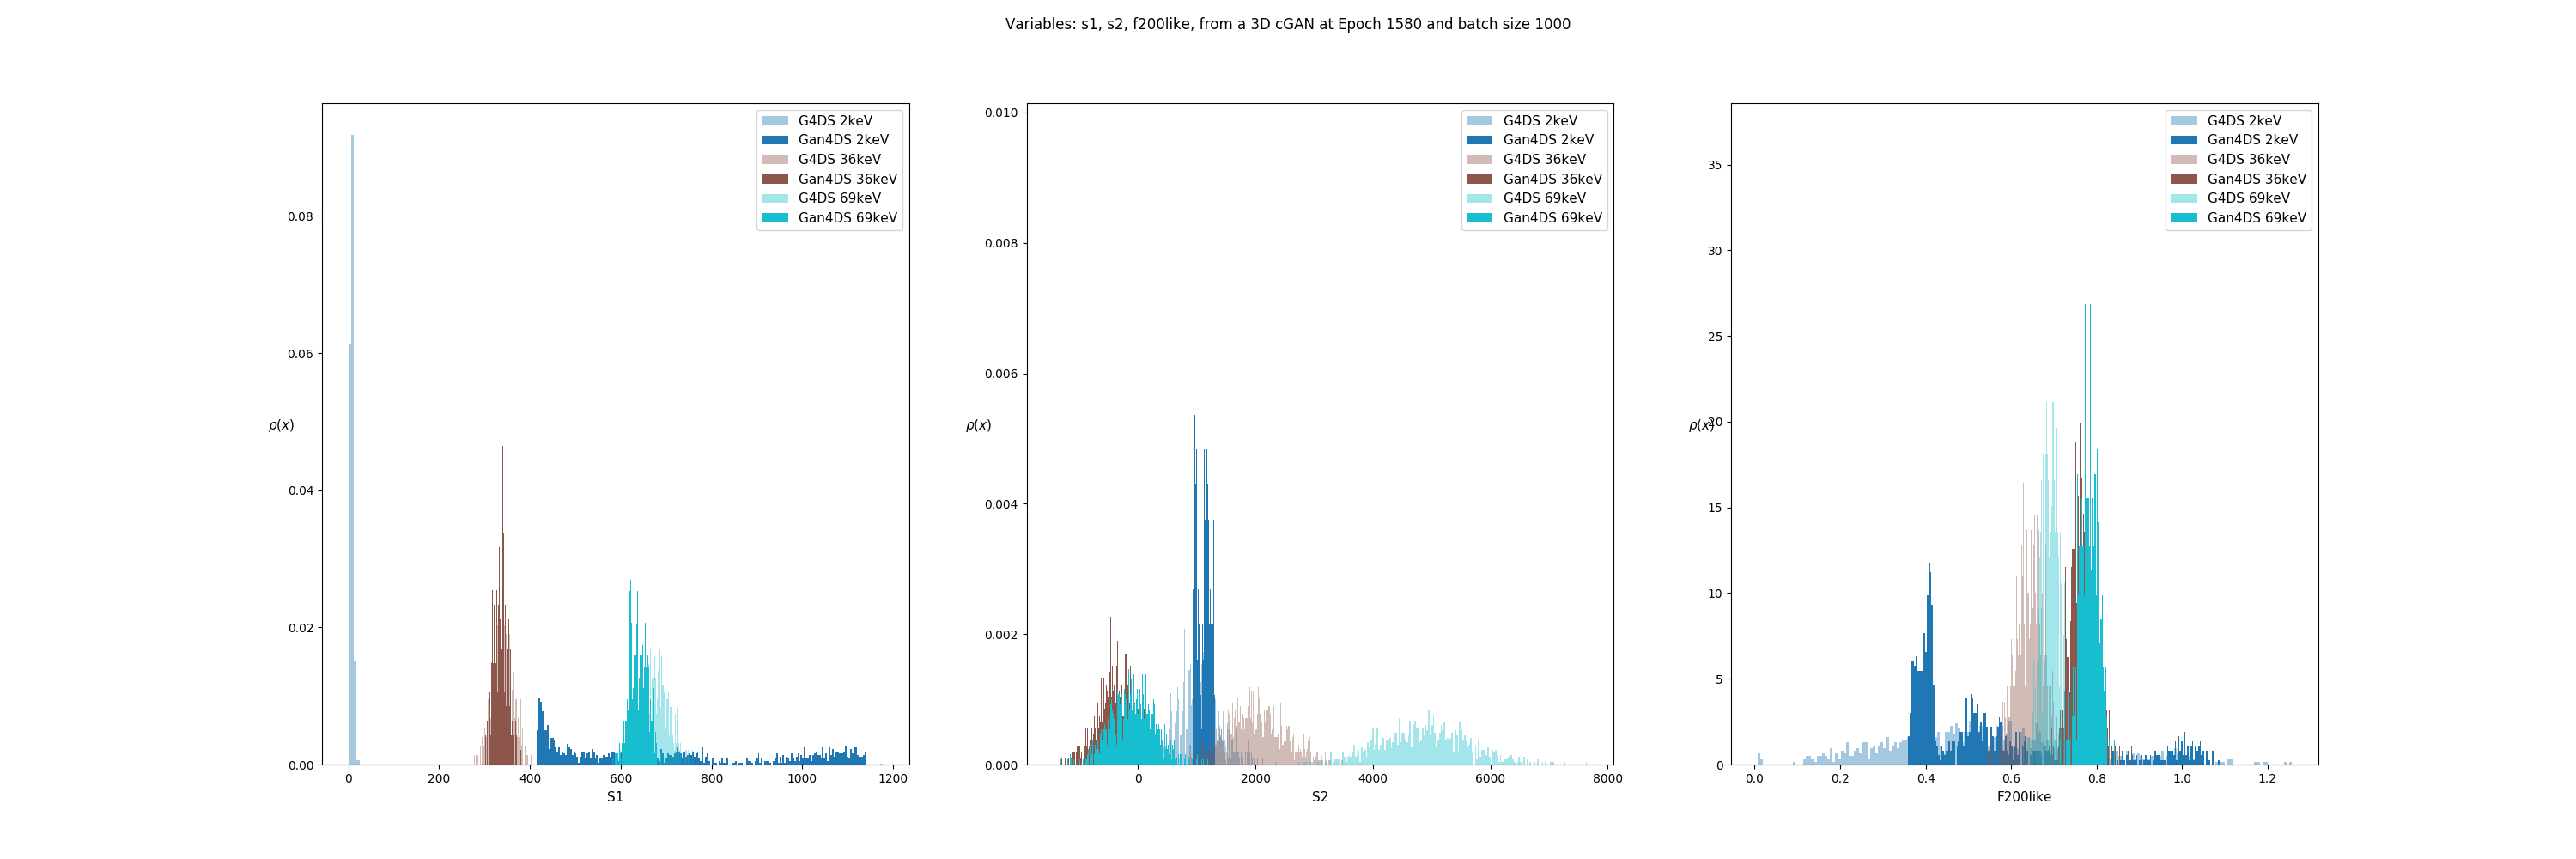 Variables: s1, s2, f200like, from a 3D cGAN at Epoch 1580 and batch size 1000
G4DS 2keV
Gan4DS 2keV
G4DS 36keV
Gan4DS 36keV
G4DS 69keV
Gan4DS 69keV
0.08
0.06
0.04
0.02
0.00
ρ(x)
0
200
400
600
800
1000
1200
S1
G4DS 2keV
Gan4DS 2keV
G4DS 36keV
Gan4DS 36keV
G4DS 69keV
Gan4DS 69keV
0.010
0.008
0.006
0.004
0.002
0.000
ρ(x)
0
2000
4000
6000
8000
S2
G4DS 2keV
Gan4DS 2keV
G4DS 36keV
Gan4DS 36keV
G4DS 69keV
Gan4DS 69keV
35
30
25
20
15
10
5
0
ρ(x)
0.0
0.2
0.4
0.6
0.8
1.0
1.2
F200like